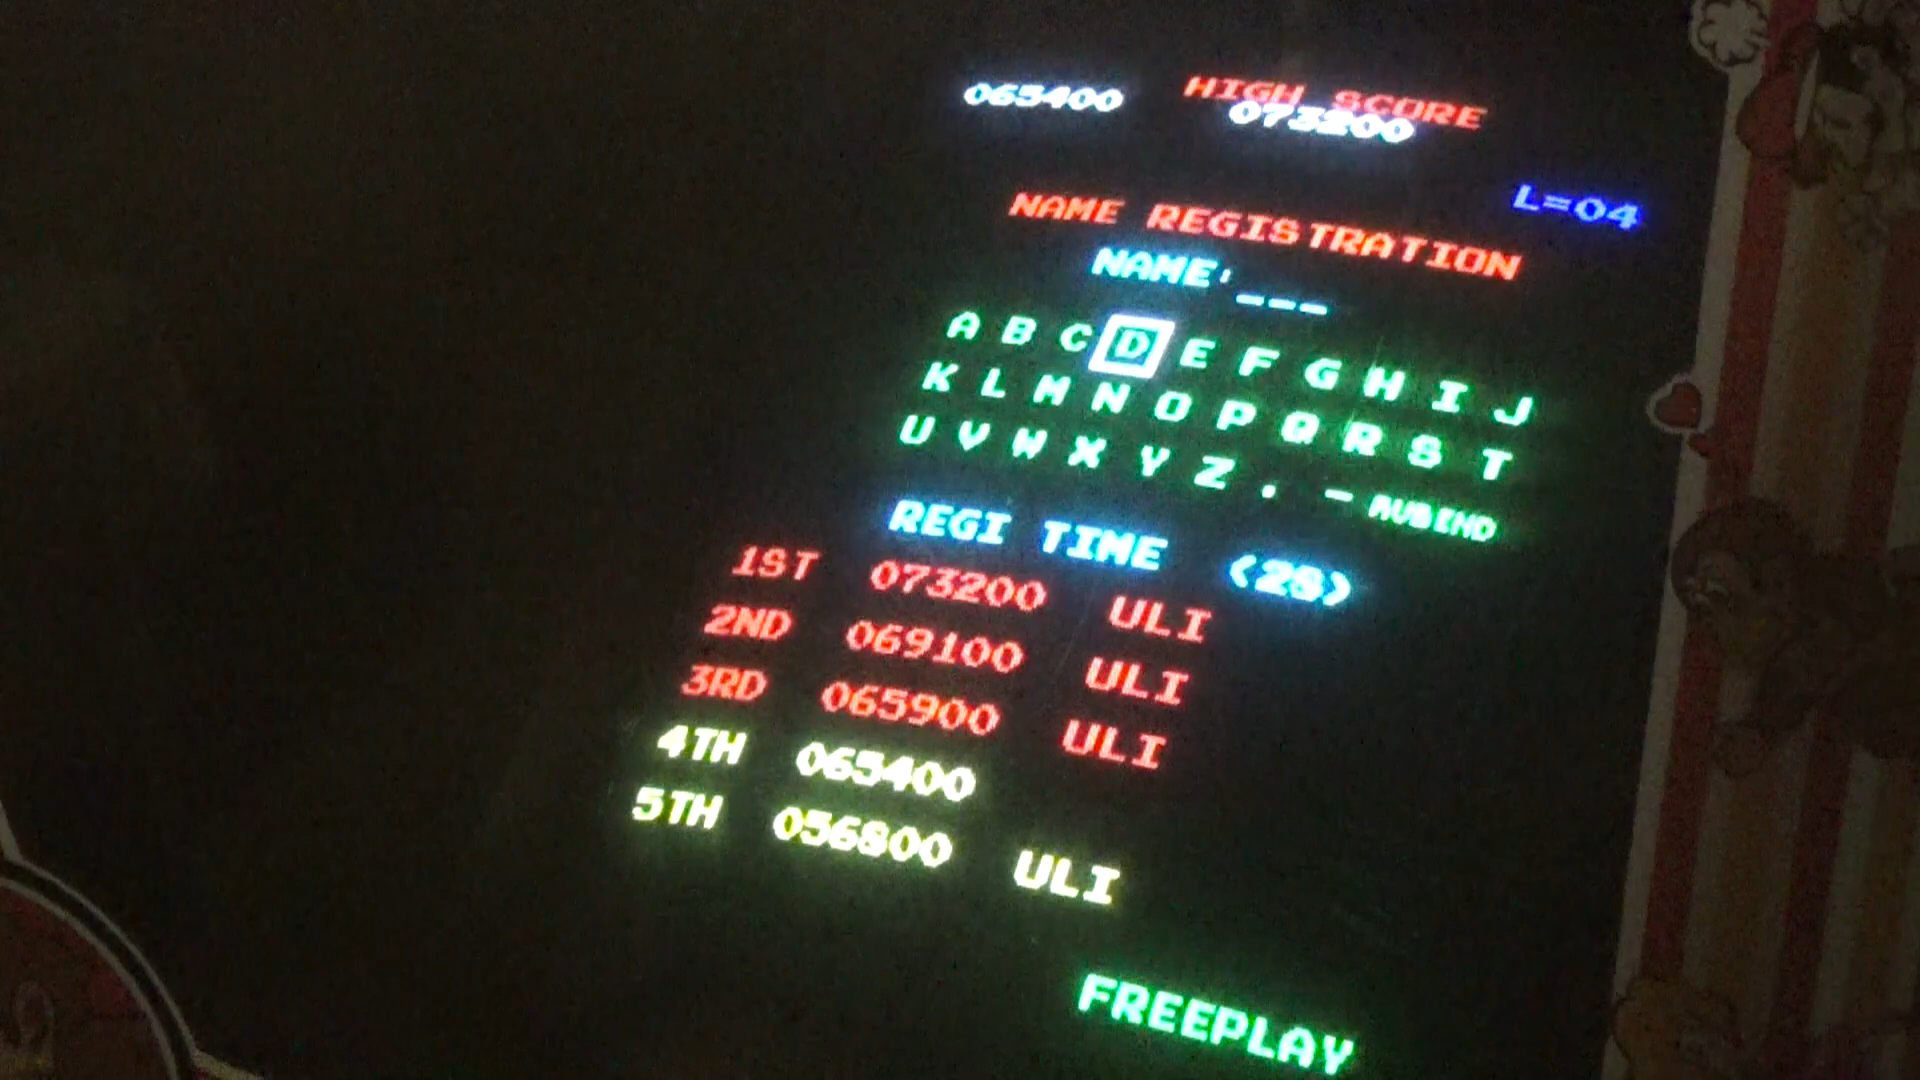 HIGH SCORE
065400 073200
L=04
NAME REGISTRATION
NAME:___
A B C D E F G H I J
K L M N O P Q R S T
U V W X Y Z . - RUBEND
REGI TIME <28>
1ST 073200 ULI
2ND 069100 ULI
3RD 065900 ULI
4TH 065400
5TH 056800 ULI
FREEPLAY